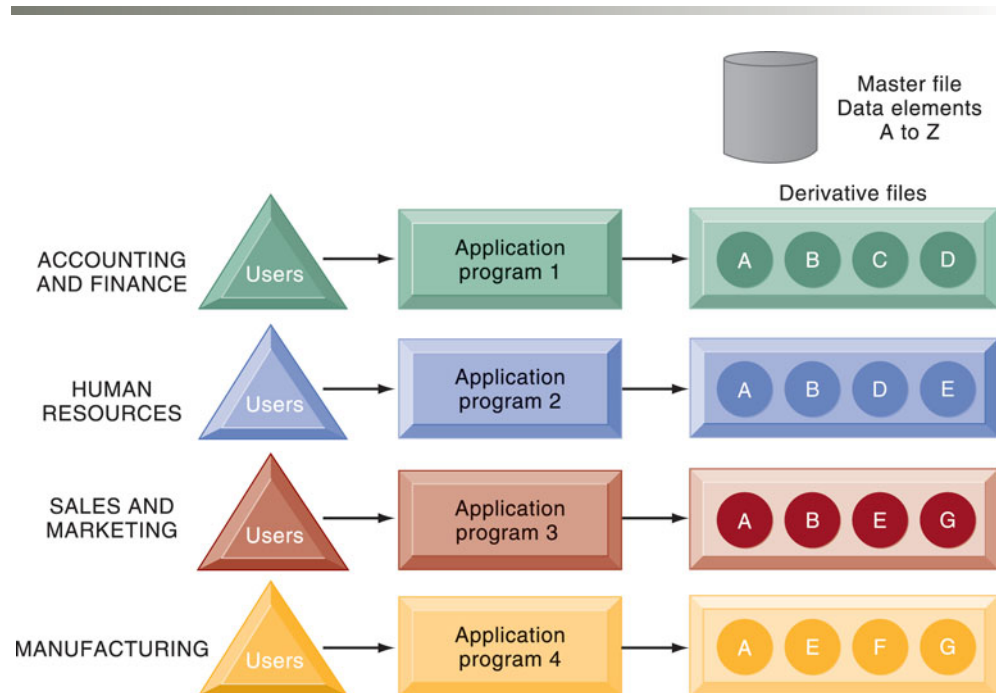 Master file
Data elements
A to Z
Derivative files
ACCOUNTING
AND FINANCE
Users
Application
program 1
A B C D
HUMAN
RESOURCES
Users
Application
program 2
A B D E
SALES AND
MARKETING
Users
Application
program 3
A B E G
MANUFACTURING
Users
Application
program 4
A E F G